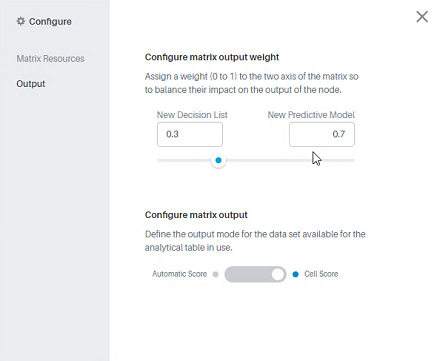 Configure
Matrix Resources
Output
Configure matrix output weight
Assign a weight (0 to 1) to the two axis of the matrix so
to balance their impact on the output of the node.
New Decision List New Predictive Model
0.3 0.7
Configure matrix output
Define the output mode for the data set available for the
analytical table in use.
Automatic Score Cell Score